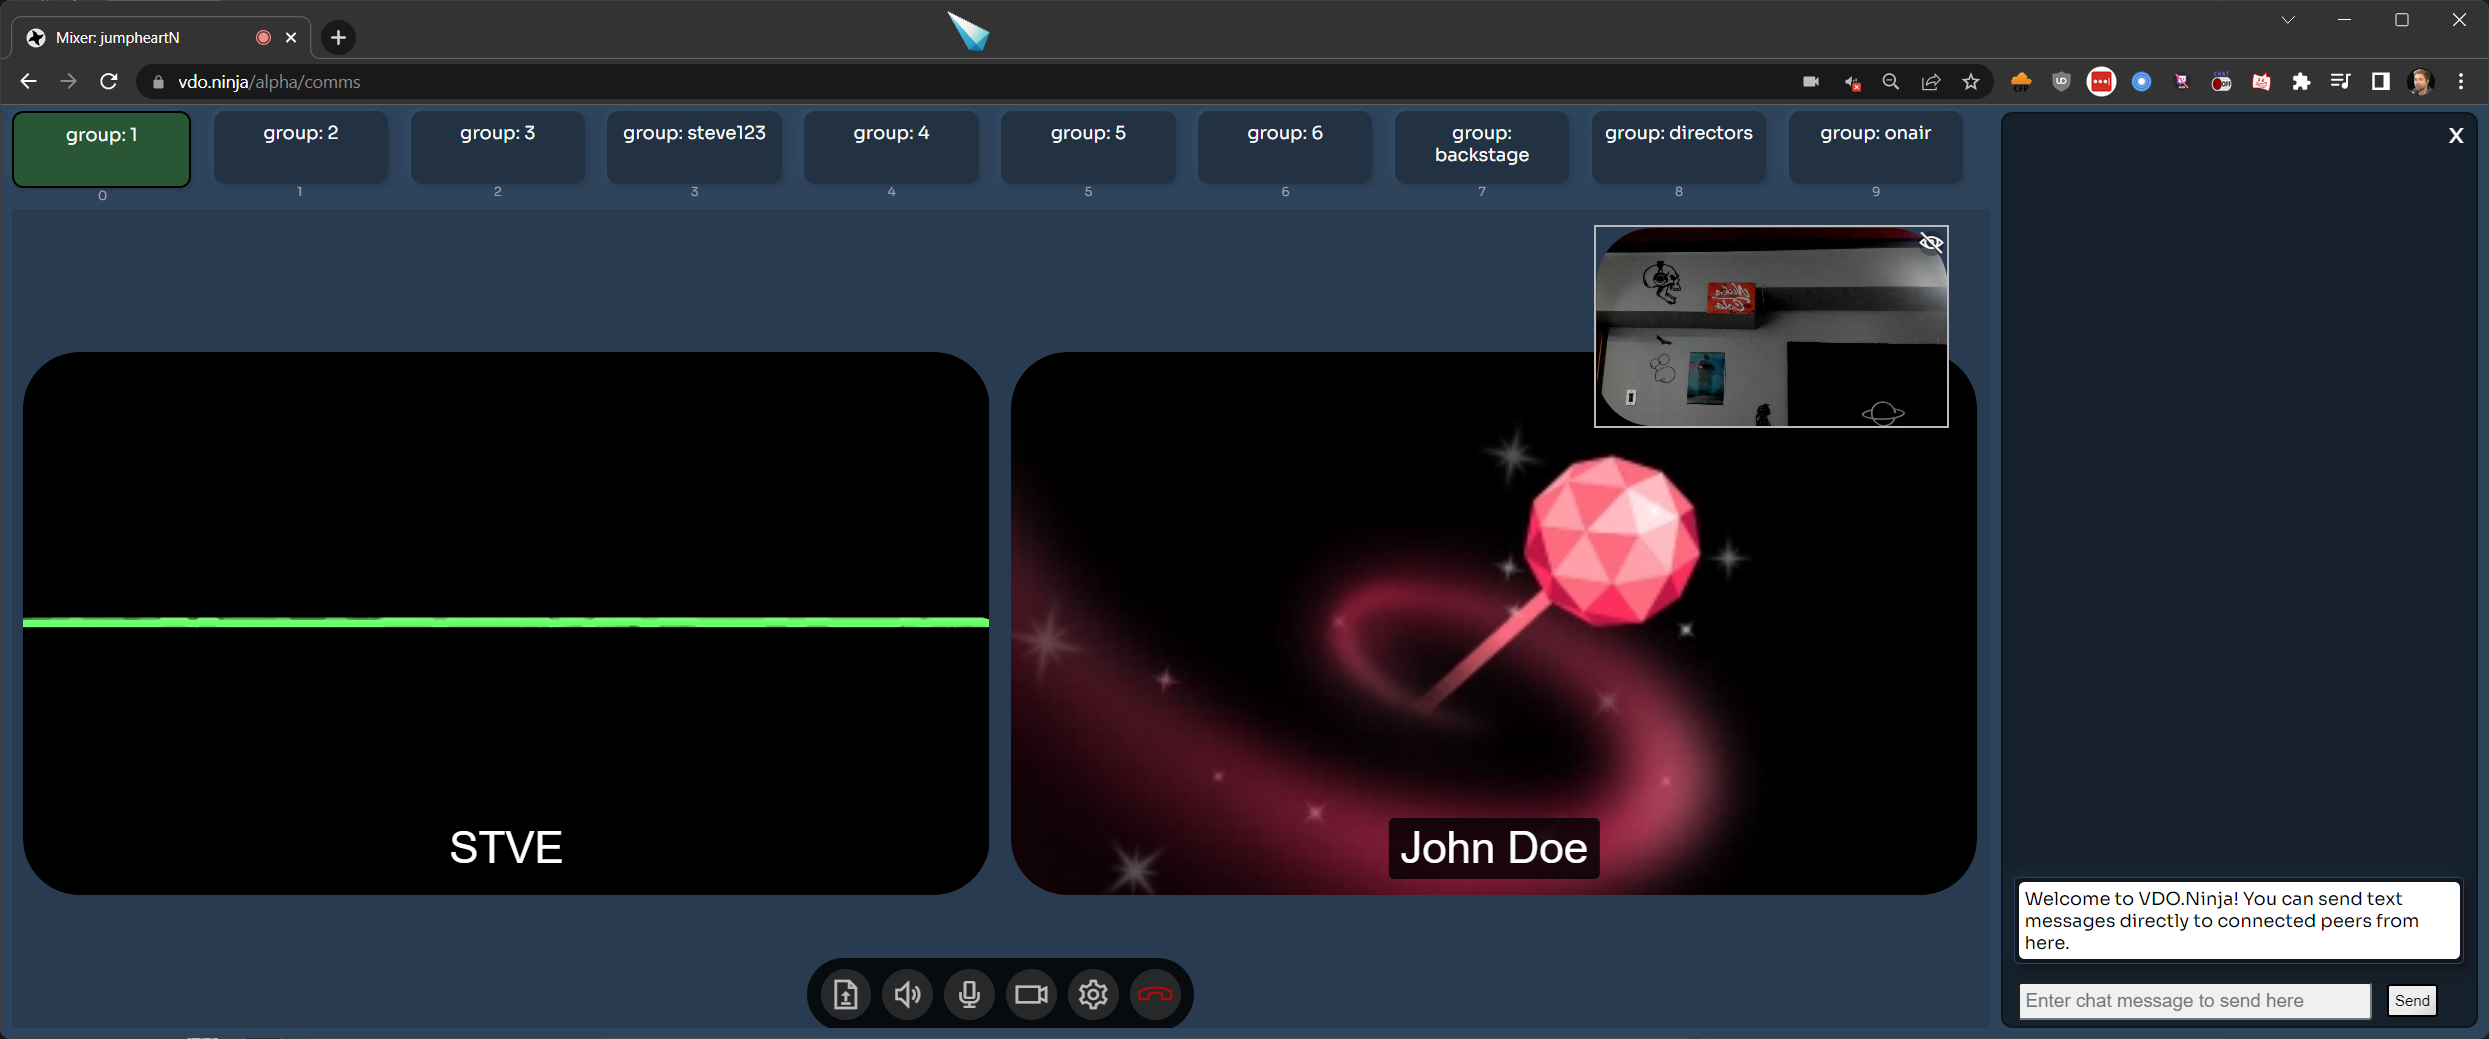 Mixer: jumpheartN
vdo.ninja/alpha/comms
CFP
CHAT
OFF
group: 1
group: 2
group: 3
group: steve123
group: 4
group: 5
group: 6
group:
backstage
group: directors
group: onair
0
1
2
3
4
5
6
7
8
9
X
STVE
John Doe
Welcome to VDO.Ninja! You can send text
messages directly to connected peers from
here.
Enter chat message to send here
Send